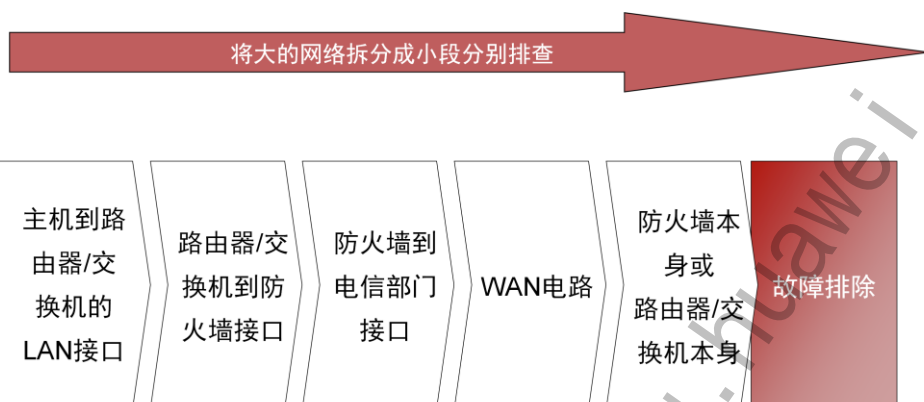 将大的网络拆分成小段分别排查
主机到路
由器/交
换机的
LAN接口
路由器/交
换机到防
火墙接口
防火墙到
电信部门
接口
WAN电路
防火墙本
身或
路由器/交
换机本身
故障排除
.huawei